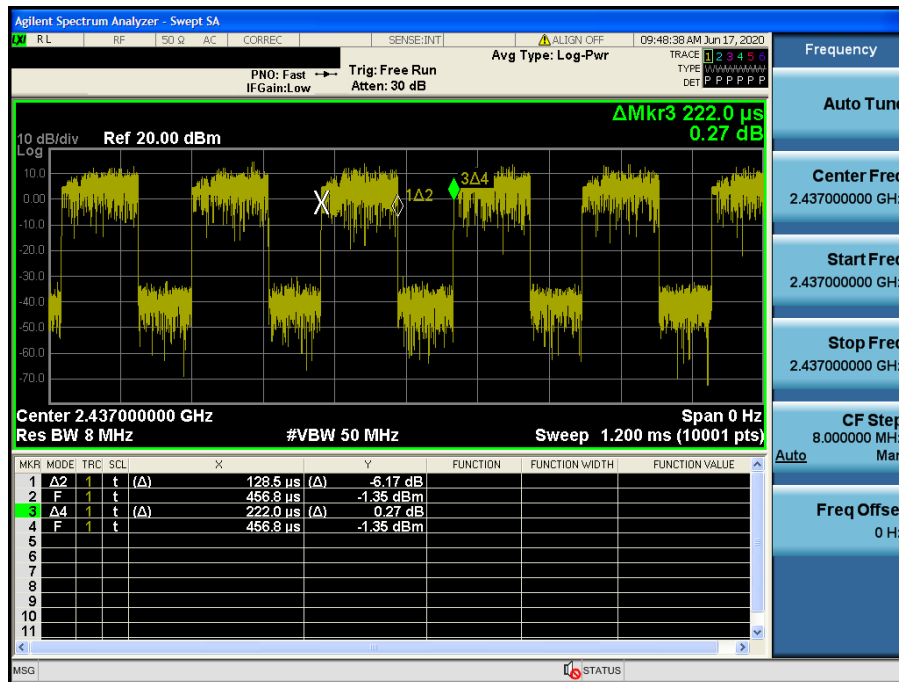 Agilent Spectrum Analyzer - Swept SA
LXI RL RF 50 Ω AC CORREC SENSE:INT ALIGN OFF 09:48:38 AM Jun 17, 2020
Avg Type: Log-Pwr TRACE 1 2 3 4 5 6
PNO: Fast Trig: Free Run TYPE WWWWWW
IFGain:Low Atten: 30 dB DET P P P P P P
ΔMkr3 222.0 µs
0.27 dB
10 dB/div Ref 20.00 dBm
Log
10.0
0.00
-10.0
-20.0
-30.0
-40.0
-50.0
-60.0
-70.0
X
1Δ2
3Δ4
Center 2.437000000 GHz Span 0 Hz
Res BW 8 MHz #VBW 50 MHz Sweep 1.200 ms (10001 pts)
MKR MODE TRC SCL X Y FUNCTION FUNCTION WIDTH FUNCTION VALUE
1 Δ2 1 t (Δ) 128.5 µs (Δ) -6.17 dB
2 F 1 t 456.8 µs -1.35 dBm
3 Δ4 1 t (Δ) 222.0 µs (Δ) 0.27 dB
4 F 1 t 456.8 µs -1.35 dBm
5
6
7
8
9
10
11
MSG STATUS
Frequency
Auto Tune
Center Freq
2.437000000 GHz
Start Freq
2.437000000 GHz
Stop Freq
2.437000000 GHz
CF Step
8.000000 MHz
Auto Man
Freq Offset
0 Hz